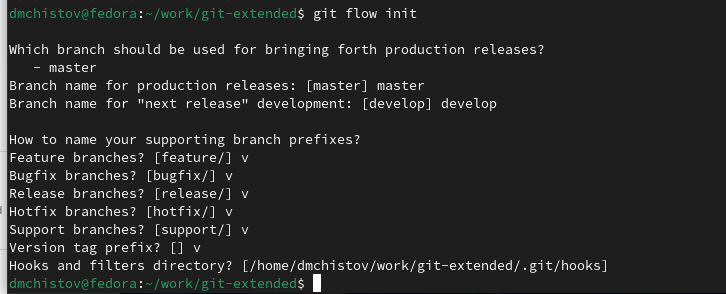 dmchistov@fedora:~/work/git-extended$ git flow init
Which branch should be used for bringing forth production releases?
- master
Branch name for production releases: [master] master
Branch name for "next release" development: [develop] develop
How to name your supporting branch prefixes?
Feature branches? [feature/] v
Bugfix branches? [bugfix/] v
Release branches? [release/] v
Hotfix branches? [hotfix/] v
Support branches? [support/] v
Version tag prefix? [] v
Hooks and filters directory? [/home/dmchistov/work/git-extended/.git/hooks]
dmchistov@fedora:~/work/git-extended$